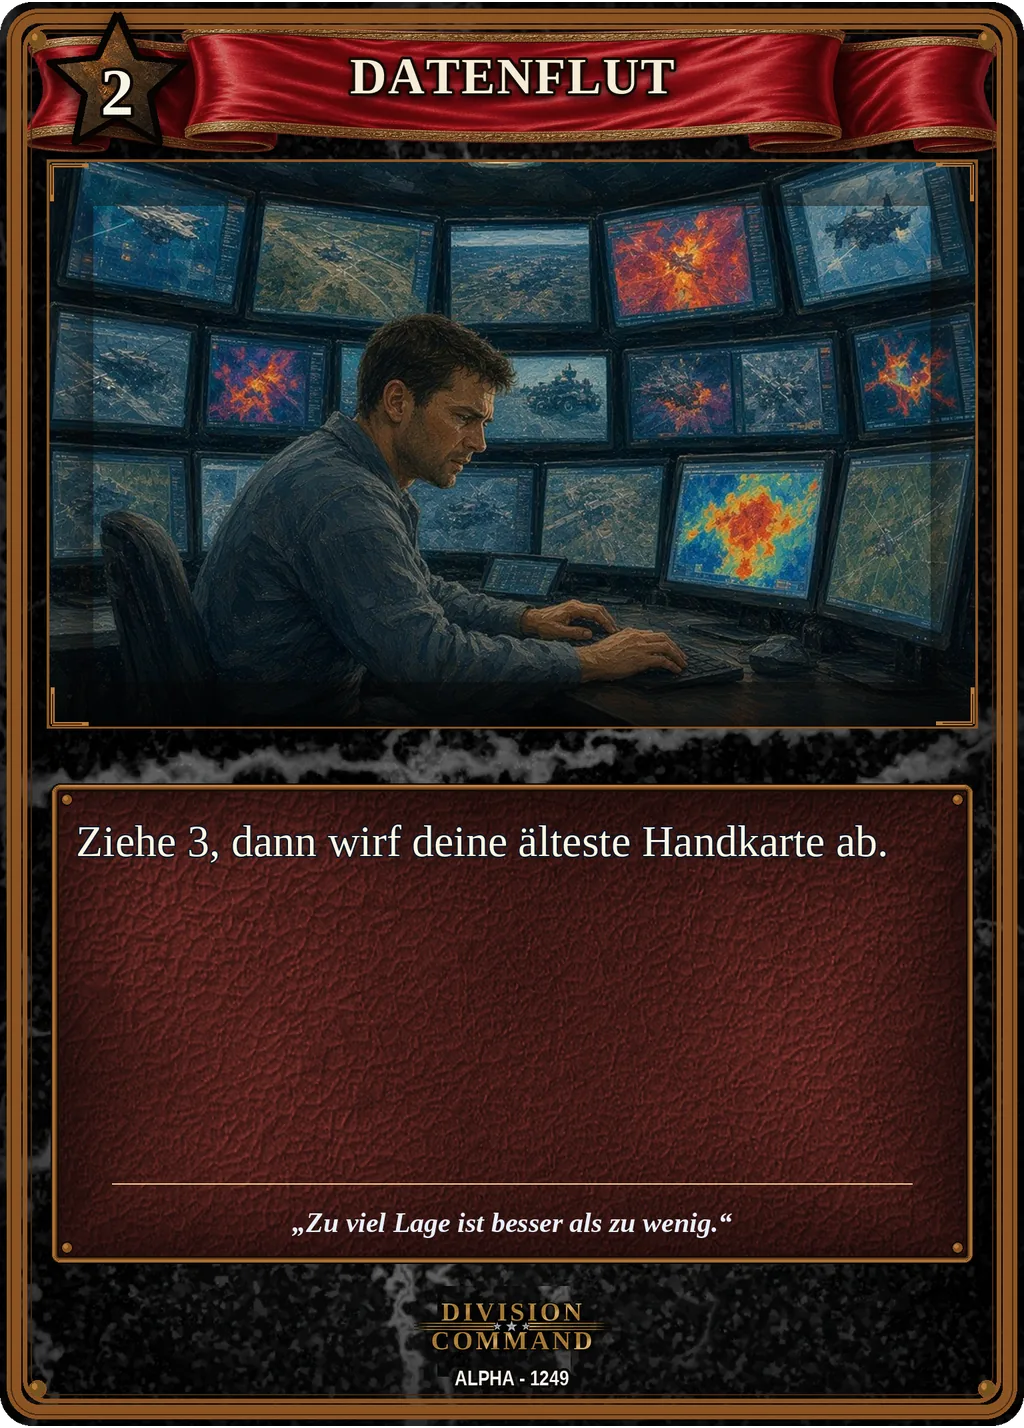 2
DATENFLUT
Ziehe 3, dann wirf deine älteste Handkarte ab.
„Zu viel Lage ist besser als zu wenig.“
DIVISION
COMMAND
ALPHA - 1249